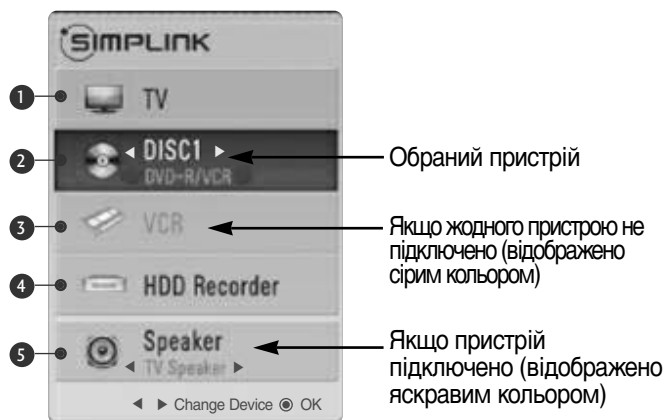 SIMPLINK
1 TV
2 ◄ DISC1 ►
DVD-R/VCR
Обраний пристрій
3 VCR
Якщо жодного пристрою не
підключено (відображено
сірим кольором)
4 HDD Recorder
5 Speaker
◄ TV Speaker ►
Якщо пристрій
підключено (відображено
яскравим кольором)
◄ ► Change Device ◉ OK